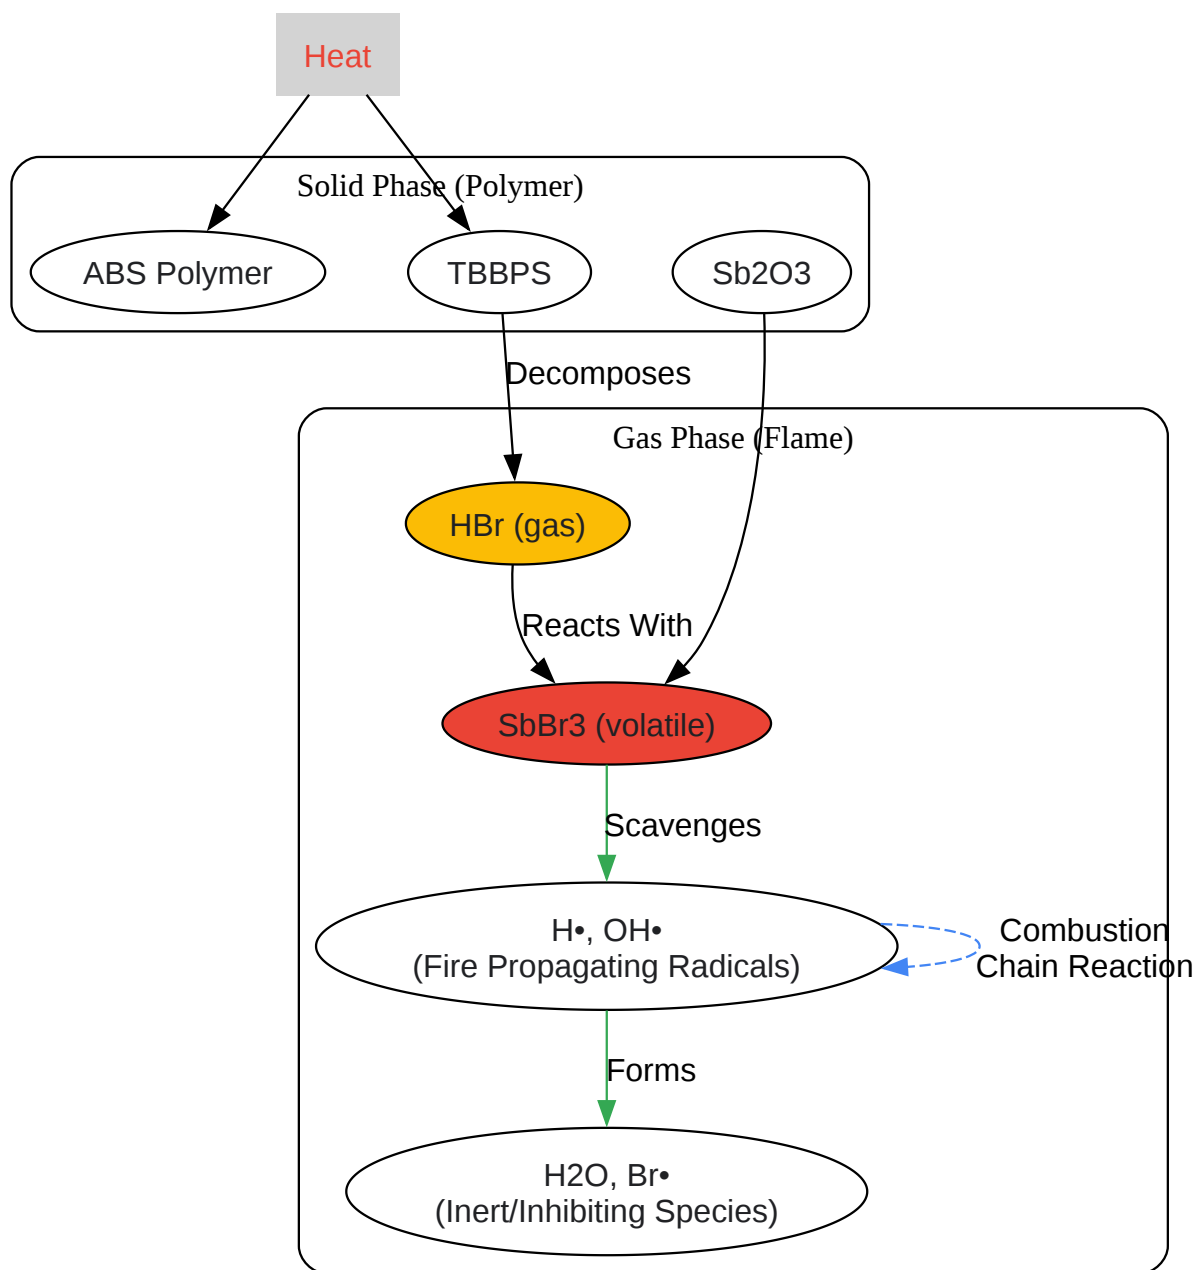 Heat
Solid Phase (Polymer)
ABS Polymer
TBBPS
Sb2O3
Decomposes
Gas Phase (Flame)
HBr (gas)
Reacts With
SbBr3 (volatile)
Scavenges
H•, OH•
(Fire Propagating Radicals)
Combustion
Chain Reaction
Forms
H2O, Br•
(Inert/Inhibiting Species)